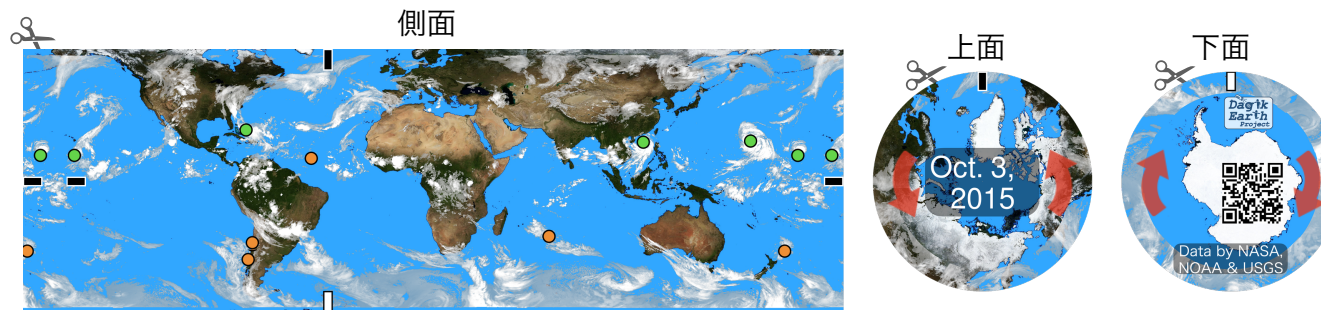 側面
上面
下面
Oct. 3,
2015
Dagik
Earth
Project
Data by NASA,
NOAA & USGS